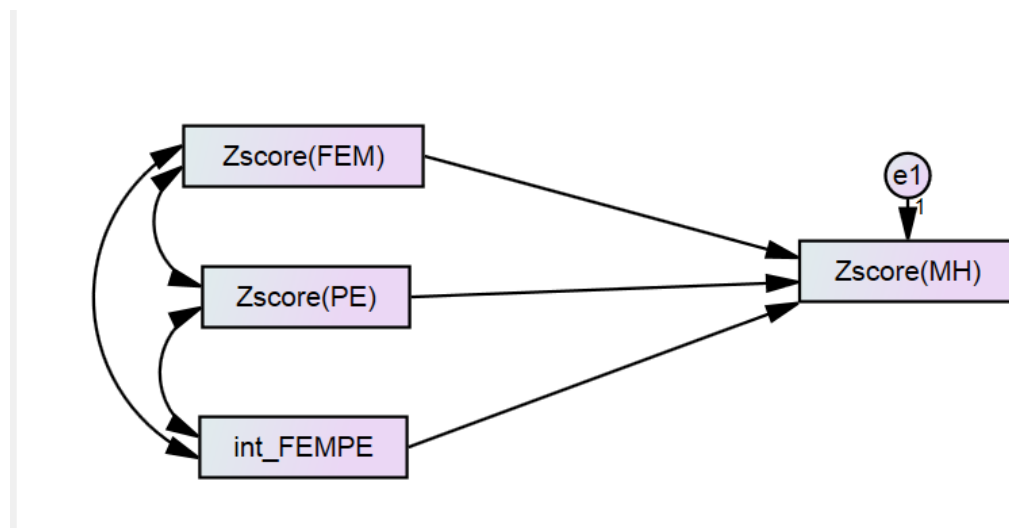 Zscore(FEM)
e1
1
Zscore(PE)
Zscore(MH)
int_FEMPE